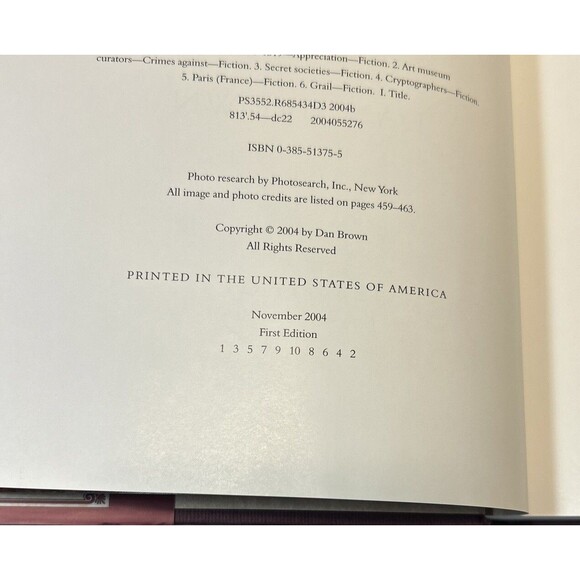 Appreciation—Fiction. 2. Art museum
curators—Crimes against—Fiction. 3. Secret societies—Fiction. 4. Cryptographers—Fiction.
5. Paris (France)—Fiction. 6. Grail—Fiction. I. Title.
PS3552.R685434D3 2004b
813'.54—dc22 2004055276
ISBN 0-385-51375-5
Photo research by Photosearch, Inc., New York
All image and photo credits are listed on pages 459–463.
Copyright © 2004 by Dan Brown
All Rights Reserved
PRINTED IN THE UNITED STATES OF AMERICA
November 2004
First Edition
1 3 5 7 9 10 8 6 4 2